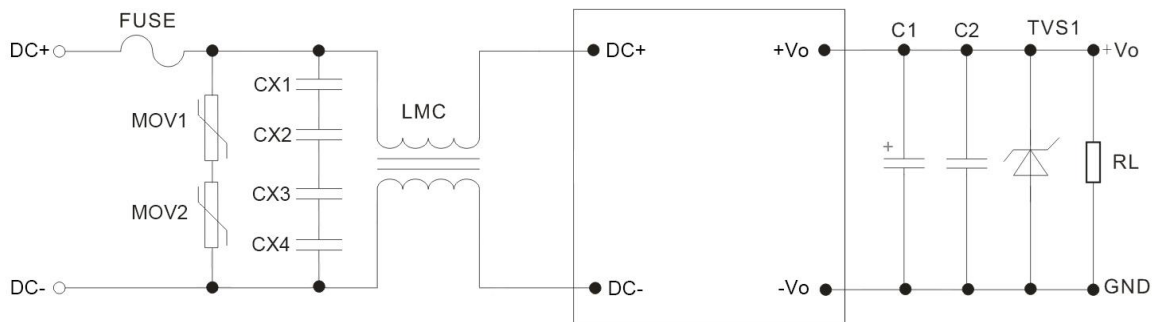 FUSE
DC+
MOV1
MOV2
CX1
CX2
CX3
CX4
LMC
DC-
DC+
DC-
+Vo
-Vo
C1
C2
TVS1
+Vo
+
RL
GND